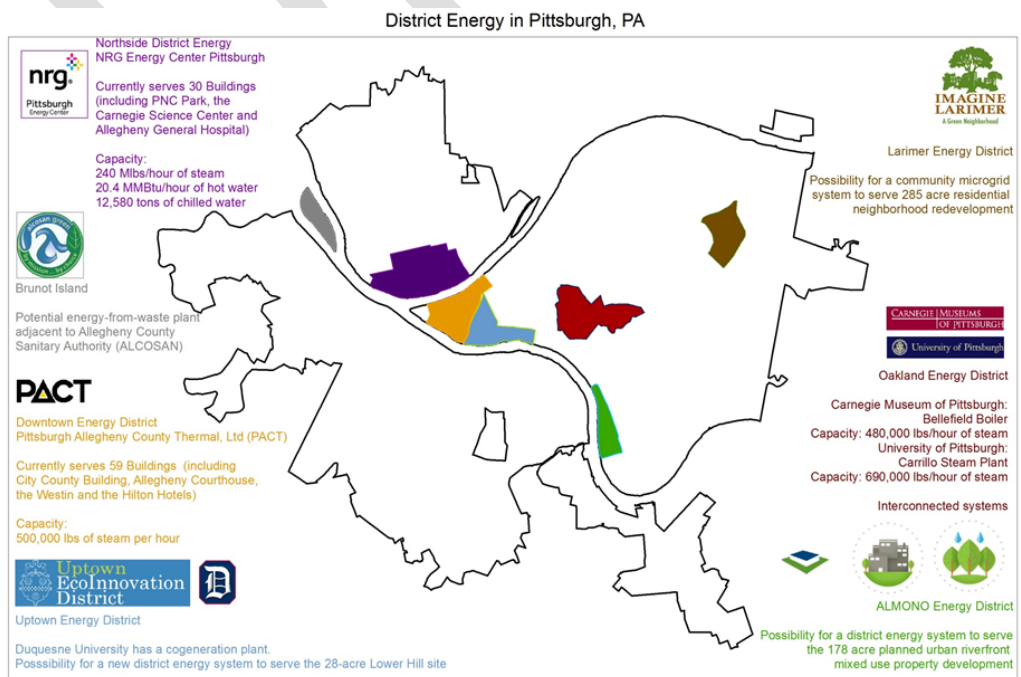 District Energy in Pittsburgh, PA
nrg.
Pittsburgh
Energy Center
Northside District Energy
NRG Energy Center Pittsburgh
Currently serves 30 Buildings
(including PNC Park, the
Carnegie Science Center and
Allegheny General Hospital)
Capacity:
240 Mlbs/hour of steam
20.4 MMBtu/hour of hot water
12,580 tons of chilled water
alcosan green
Brunot Island
Potential energy-from-waste plant
adjacent to Allegheny County
Sanitary Authority (ALCOSAN)
PACT
Downtown Energy District
Pittsburgh Allegheny County Thermal, Ltd (PACT)
Currently serves 59 Buildings (including
City County Building, Allegheny Courthouse,
the Westin and the Hilton Hotels)
Capacity:
500,000 lbs of steam per hour
Uptown
EcoInnovation
District
D
Uptown Energy District
Duquesne University has a cogeneration plant.
Posssibility for a new district energy system to serve the 28-acre Lower Hill site
IMAGINE
LARIMER
A Green Neighborhood
Larimer Energy District
Possibility for a community microgrid
system to serve 285 acre residential
neighborhood redevelopment
CARNEGIE MUSEUMS
OF PITTSBURGH
University of Pittsburgh
Oakland Energy District
Carnegie Museum of Pittsburgh:
Bellefield Boiler
Capacity: 480,000 lbs/hour of steam
University of Pittsburgh:
Carrillo Steam Plant
Capacity: 690,000 lbs/hour of steam
Interconnected systems
ALMONO Energy District
Possibility for a district energy system to serve
the 178 acre planned urban riverfront
mixed use property development